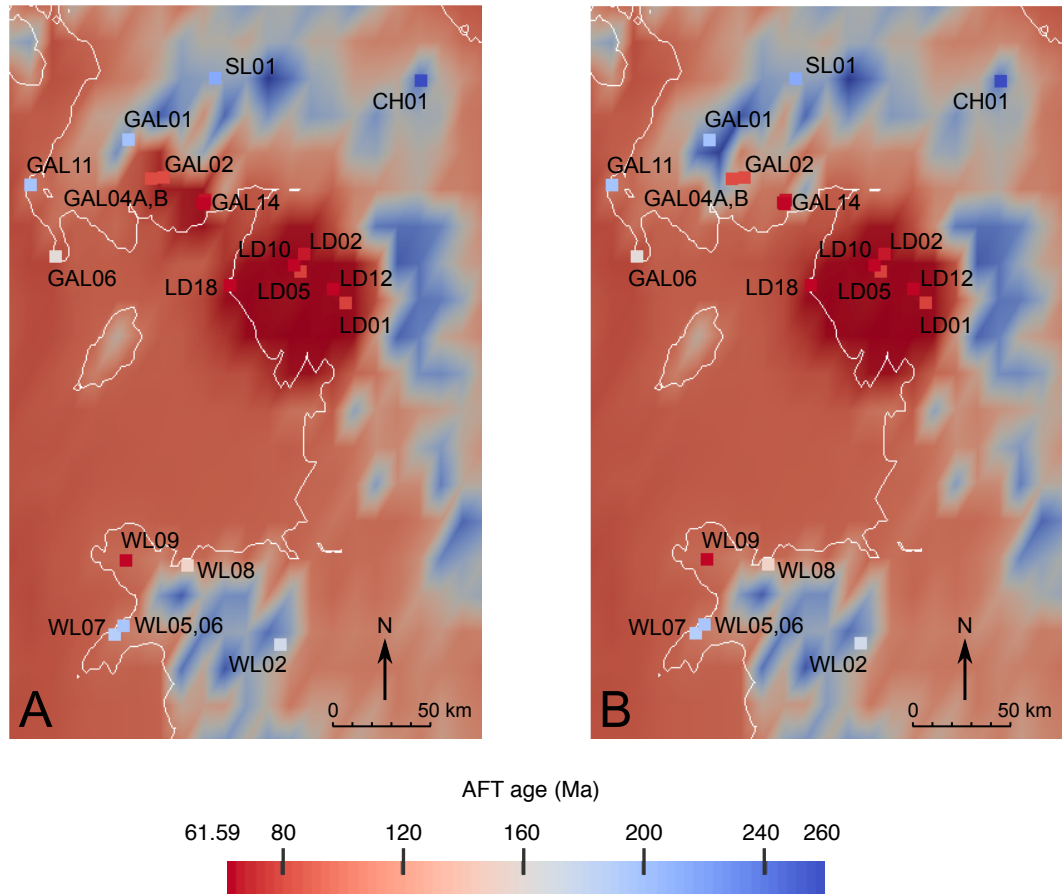 SL01
CH01
GAL01
GAL11
GAL02
GAL04A,B
GAL14
GAL06
LD10
LD02
LD18
LD05
LD12
LD01
WL09
WL08
WL07
WL05,06
WL02
N
A
0 50 km
SL01
CH01
GAL01
GAL11
GAL02
GAL04A,B
GAL14
GAL06
LD10
LD02
LD18
LD05
LD12
LD01
WL09
WL08
WL07
WL05,06
WL02
N
B
0 50 km
AFT age (Ma)
61.59 80 120 160 200 240 260